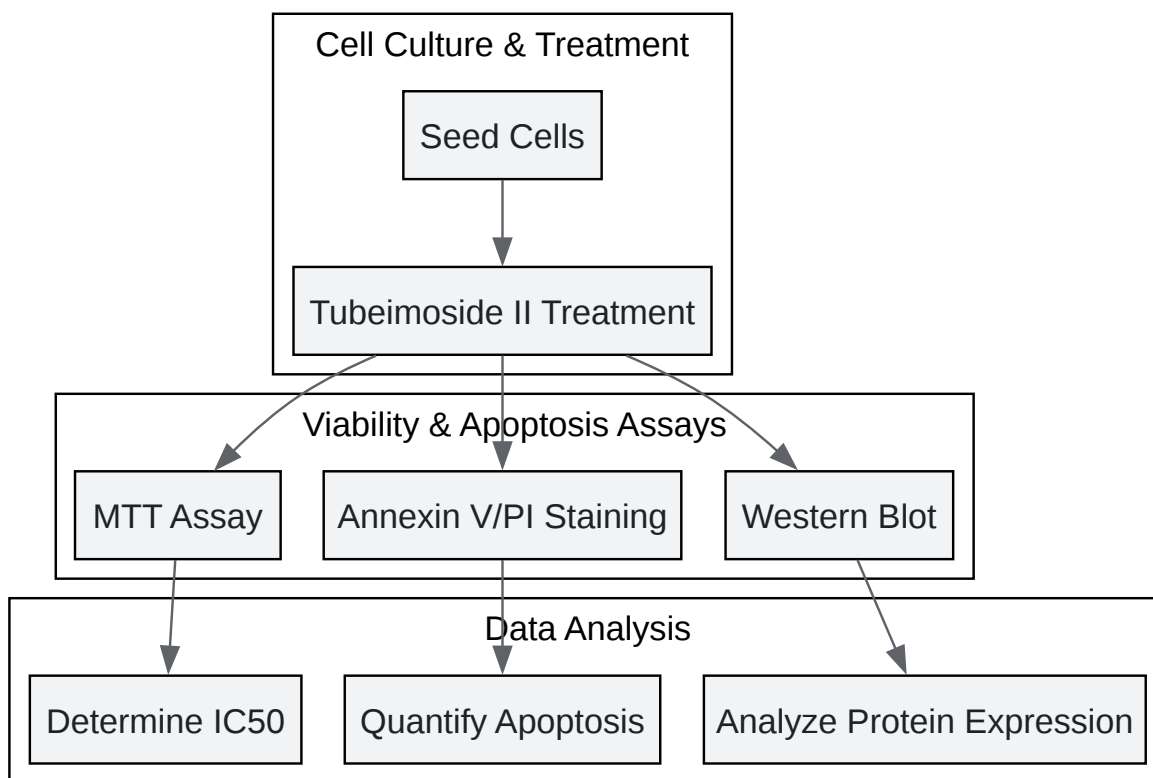 Cell Culture & Treatment
Seed Cells
Tubeimoside II Treatment
Viability & Apoptosis Assays
MTT Assay
Annexin V/PI Staining
Western Blot
Data Analysis
Determine IC50
Quantify Apoptosis
Analyze Protein Expression